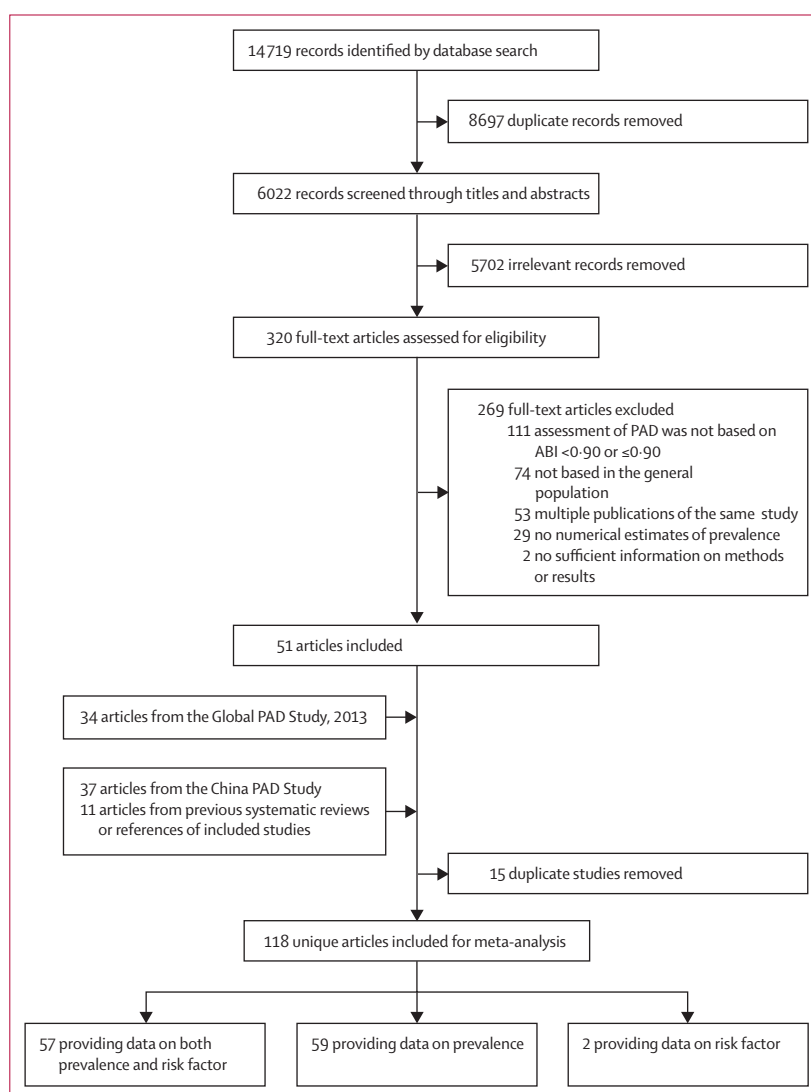 14 719 records identified by database search
8697 duplicate records removed
6022 records screened through titles and abstracts
5702 irrelevant records removed
320 full-text articles assessed for eligibility
269 full-text articles excluded
111 assessment of PAD was not based on
ABI <0·90 or ≤0·90
74 not based in the general
population
53 multiple publications of the same study
29 no numerical estimates of prevalence
2 no sufficient information on methods
or results
51 articles included
34 articles from the Global PAD Study, 2013
37 articles from the China PAD Study
11 articles from previous systematic reviews
or references of included studies
15 duplicate studies removed
118 unique articles included for meta-analysis
57 providing data on both
prevalence and risk factor
59 providing data on prevalence
2 providing data on risk factor